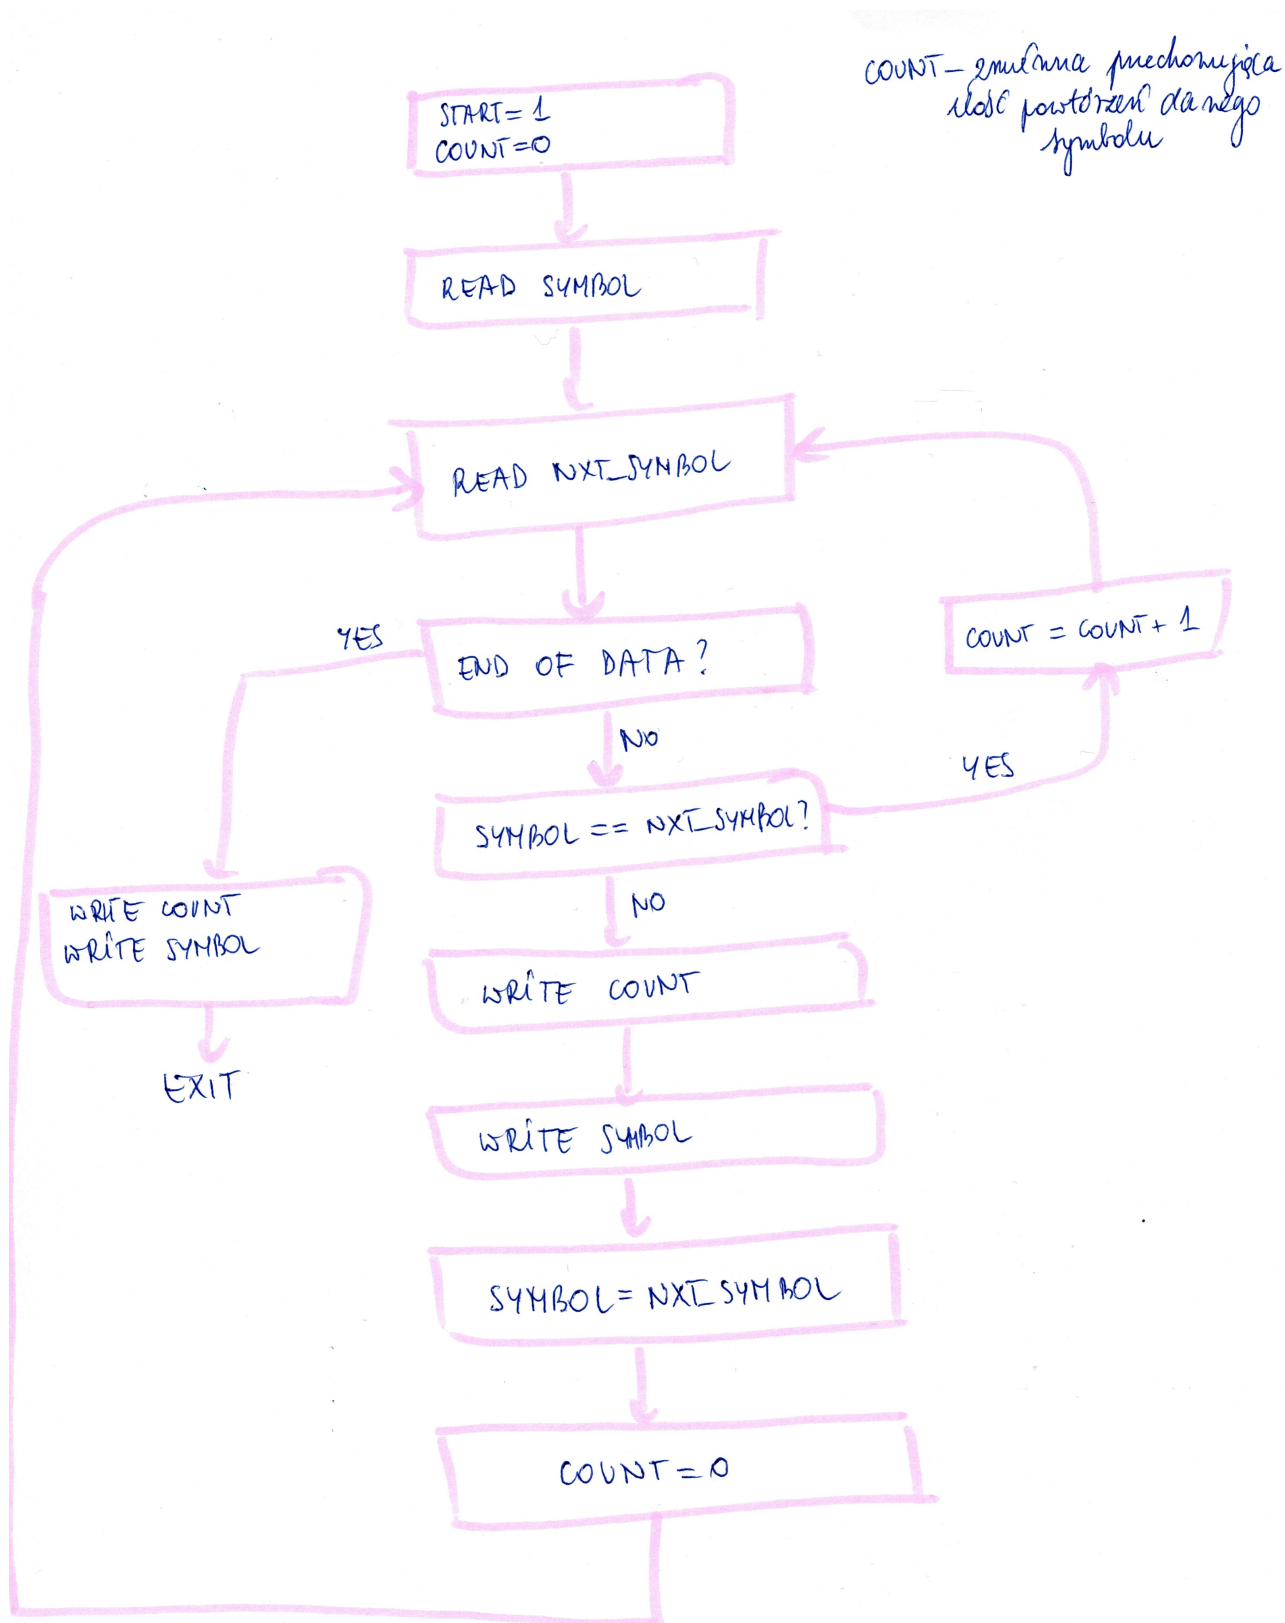 COUNT – zmienna przechowująca
ilość powtórzeń danego
symbolu
START = 1
COUNT = 0
READ SYMBOL
READ NXT_SYMBOL
COUNT = COUNT + 1
YES
END OF DATA?
NO
YES
SYMBOL == NXT_SYMBOL?
NO
WRITE COUNT
WRITE SYMBOL
WRITE COUNT
EXIT
WRITE SYMBOL
SYMBOL = NXT_SYMBOL
COUNT = 0